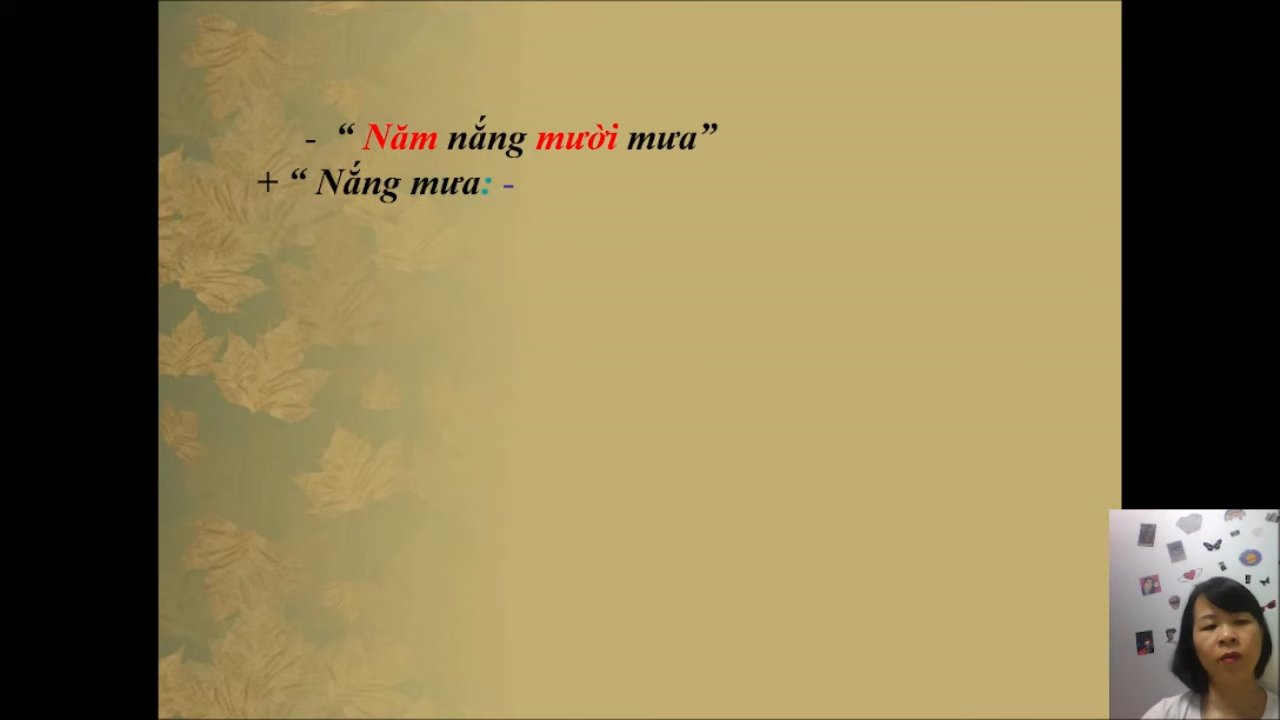 - “ Năm nắng mười mưa”
+ “ Nắng mưa: -